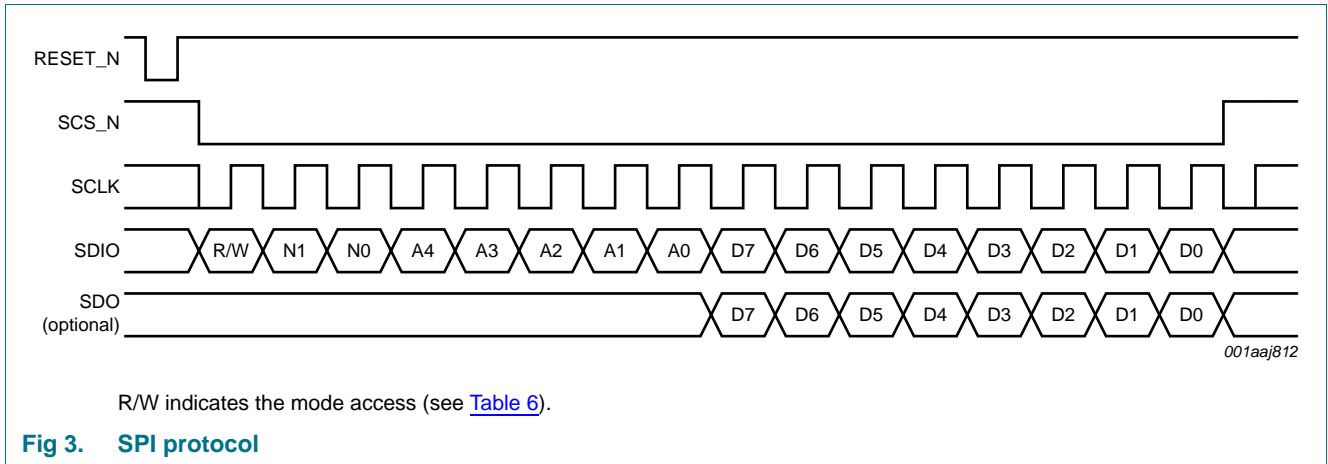 RESET_N
SCS_N
SCLK
SDIO R/W N1 N0 A4 A3 A2 A1 A0 D7 D6 D5 D4 D3 D2 D1 D0
SDO
(optional) D7 D6 D5 D4 D3 D2 D1 D0
001aaj812
R/W indicates the mode access (see Table 6).
Fig 3. SPI protocol